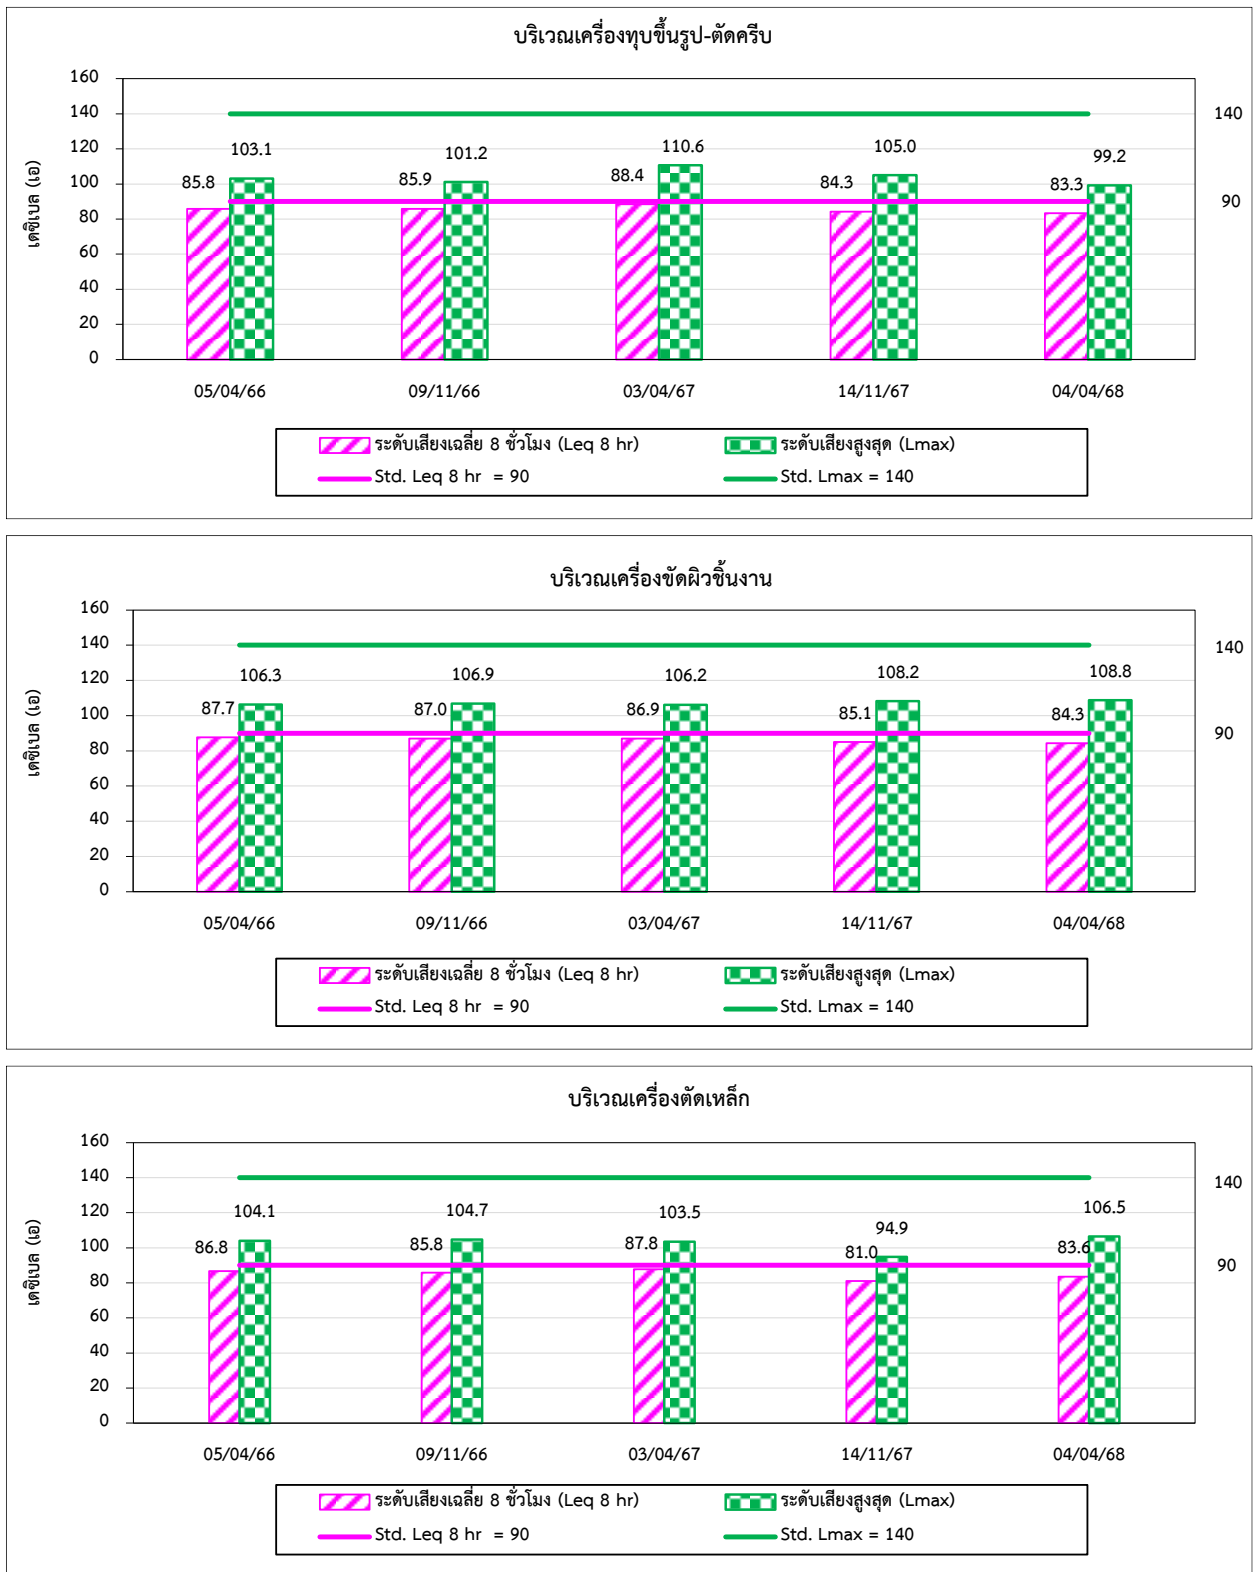 บริเวณเครื่องทุบขึ้นรูป-ตัดครีบ
เดซิเบล (เอ)
160
140
120
100
80
60
40
20
0
85.8 103.1 85.9 101.2 88.4 110.6 84.3 105.0 83.3 99.2
140
90
05/04/66 09/11/66 03/04/67 14/11/67 04/04/68
ระดับเสียงเฉลี่ย 8 ชั่วโมง (Leq 8 hr) ระดับเสียงสูงสุด (Lmax)
Std. Leq 8 hr = 90 Std. Lmax = 140
บริเวณเครื่องขัดผิวชิ้นงาน
เดซิเบล (เอ)
160
140
120
100
80
60
40
20
0
87.7 106.3 87.0 106.9 86.9 106.2 85.1 108.2 84.3 108.8
140
90
05/04/66 09/11/66 03/04/67 14/11/67 04/04/68
ระดับเสียงเฉลี่ย 8 ชั่วโมง (Leq 8 hr) ระดับเสียงสูงสุด (Lmax)
Std. Leq 8 hr = 90 Std. Lmax = 140
บริเวณเครื่องตัดเหล็ก
เดซิเบล (เอ)
160
140
120
100
80
60
40
20
0
86.8 104.1 85.8 104.7 87.8 103.5 81.0 94.9 83.6 106.5
140
90
05/04/66 09/11/66 03/04/67 14/11/67 04/04/68
ระดับเสียงเฉลี่ย 8 ชั่วโมง (Leq 8 hr) ระดับเสียงสูงสุด (Lmax)
Std. Leq 8 hr = 90 Std. Lmax = 140